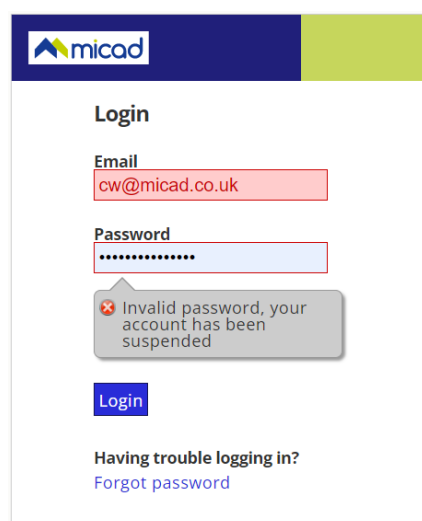 micad
Login
Email
cw@micad.co.uk
Password
•••••••••••••••
Invalid password, your
account has been
suspended
Login
Having trouble logging in?
Forgot password